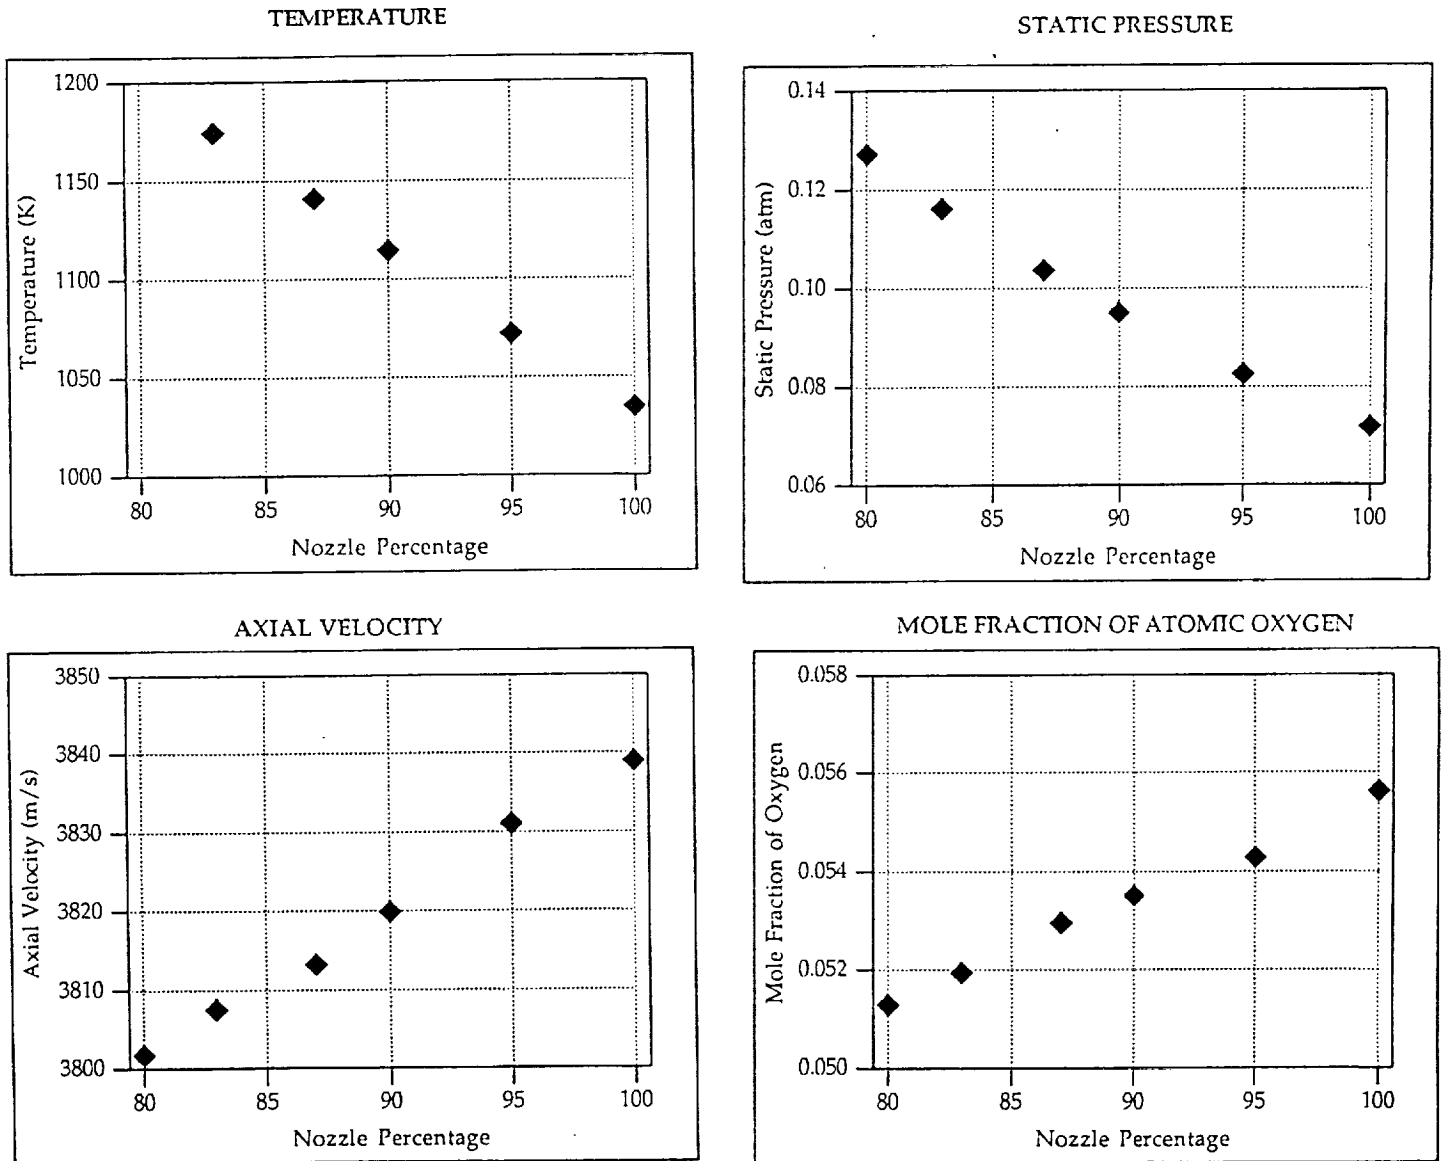 TEMPERATURE
1200
1150
1100
1050
1000
Temperature (K)
80 85 90 95 100
Nozzle Percentage
STATIC PRESSURE
0.14
0.12
0.10
0.08
0.06
Static Pressure (atm)
80 85 90 95 100
Nozzle Percentage
AXIAL VELOCITY
3850
3840
3830
3820
3810
3800
Axial Velocity (m/s)
80 85 90 95 100
Nozzle Percentage
MOLE FRACTION OF ATOMIC OXYGEN
0.058
0.056
0.054
0.052
0.050
Mole Fraction of Oxygen
80 85 90 95 100
Nozzle Percentage